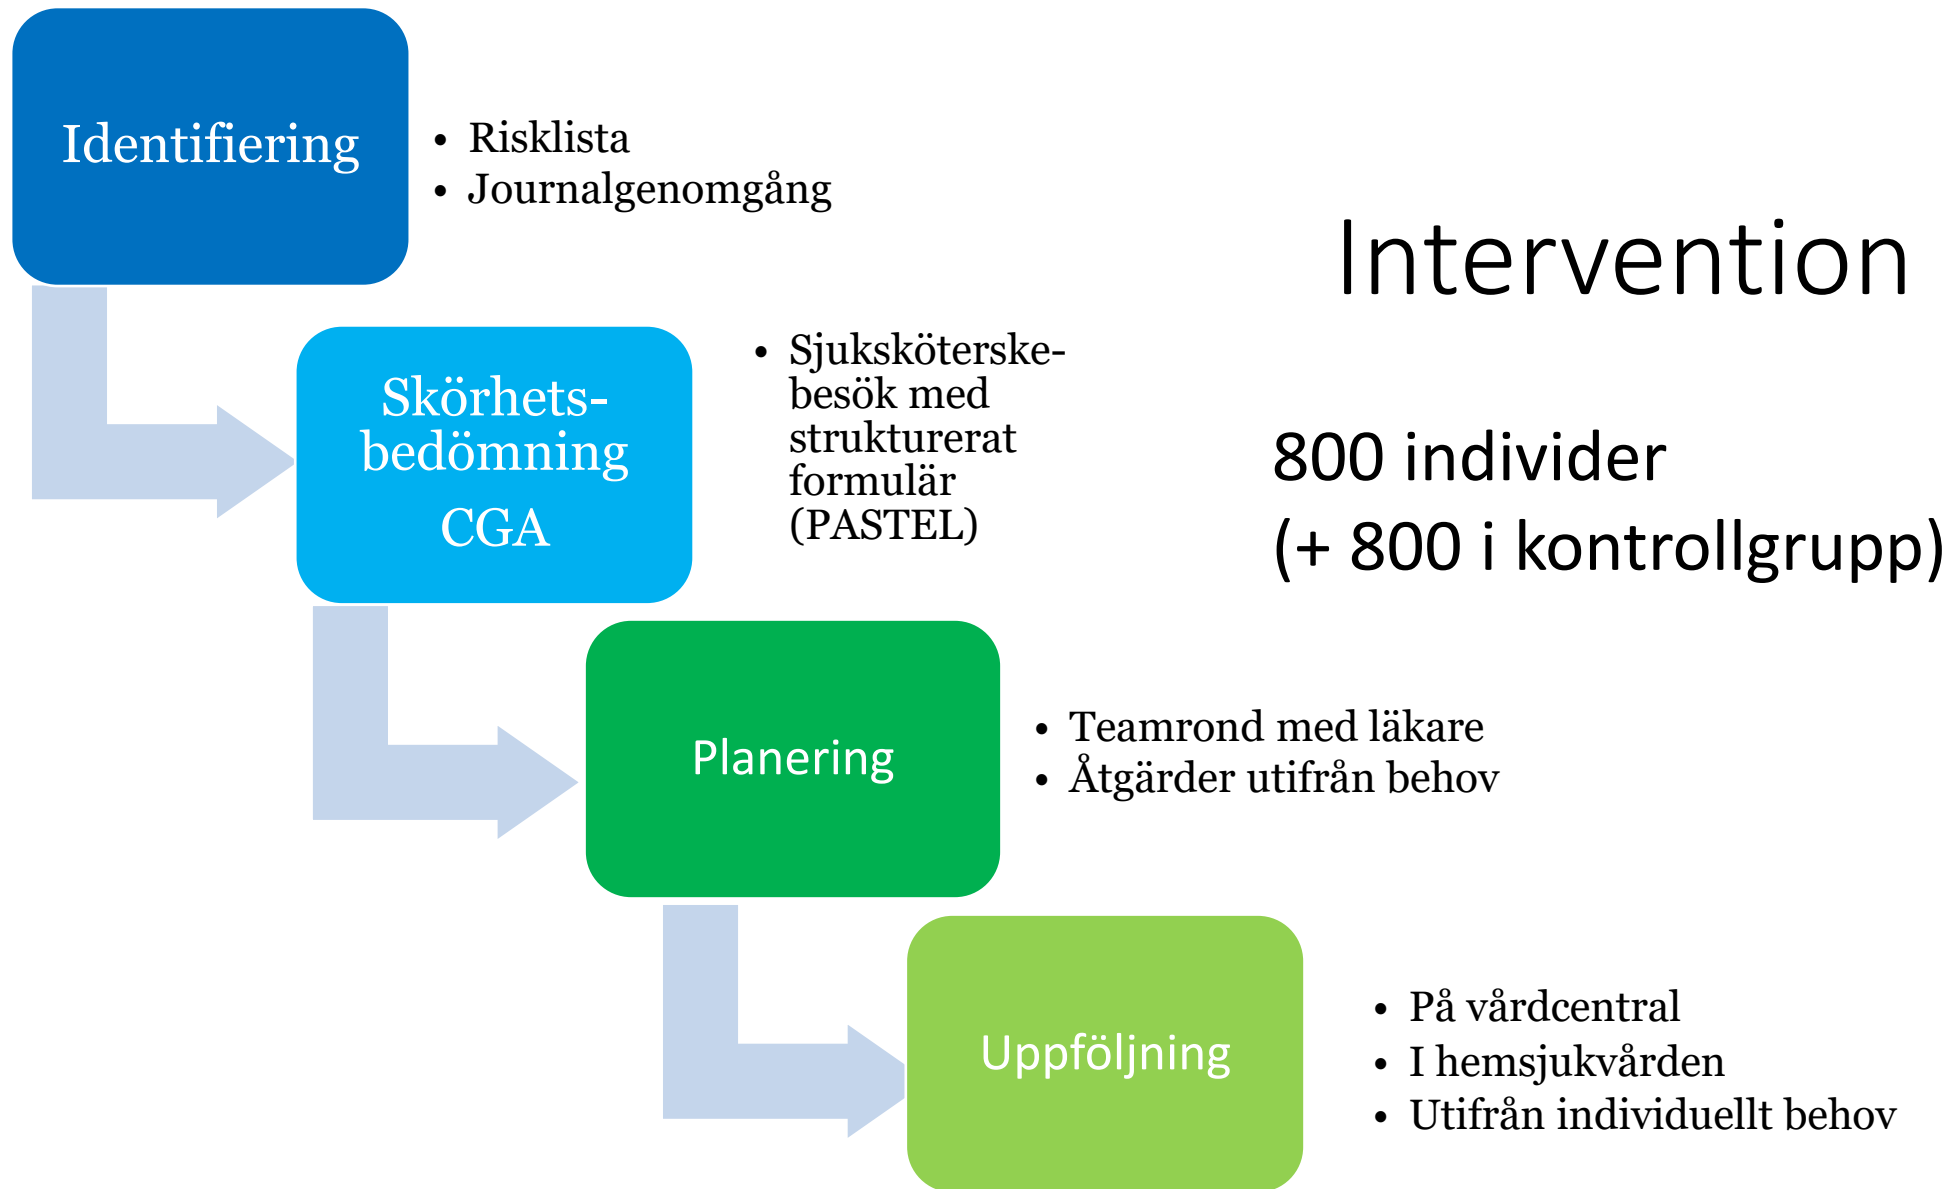 Identifiering
• Risklista
• Journalgenomgång
Intervention
800 individer
(+ 800 i kontrollgrupp)
Skörhets-
bedömning
CGA
• Sjuksköterske-
besök med
strukturerat
formulär
(PASTEL)
Planering
• Teamrond med läkare
• Åtgärder utifrån behov
Uppföljning
• På vårdcentral
• I hemsjukvården
• Utifrån individuellt behov